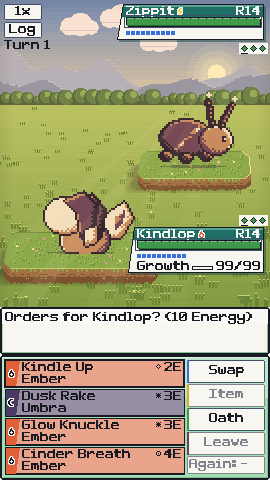 1x
Zippit R14
Log
Turn 1
Kindlop R14
Growth 99/99
Orders for Kindlop? (10 Energy)
Kindle Up 2E
Ember
Dusk Rake 3E
Umbra
Glow Knuckle 3E
Ember
Cinder Breath 4E
Ember
Swap
Item
Oath
Leave
Again:-